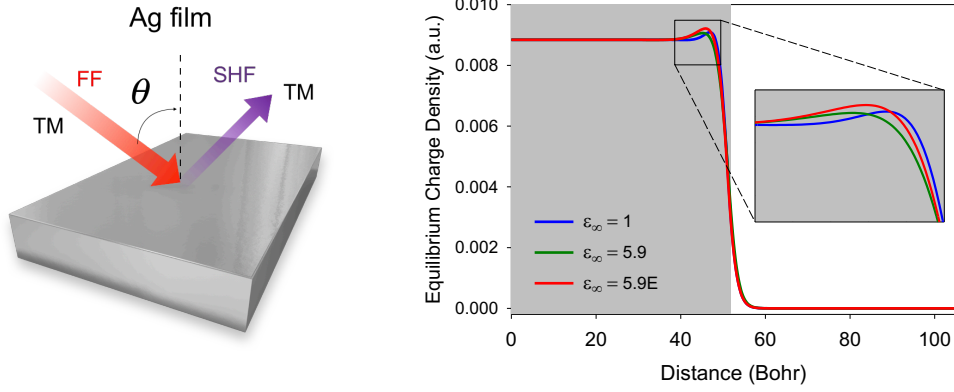 Ag film
FF
θ
SHF
TM
TM
Equilibrium Charge Density (a.u.)
0.010
0.008
0.006
0.004
0.002
0.000
ε∞ = 1
ε∞ = 5.9
ε∞ = 5.9E
0
20
40
60
80
100
Distance (Bohr)